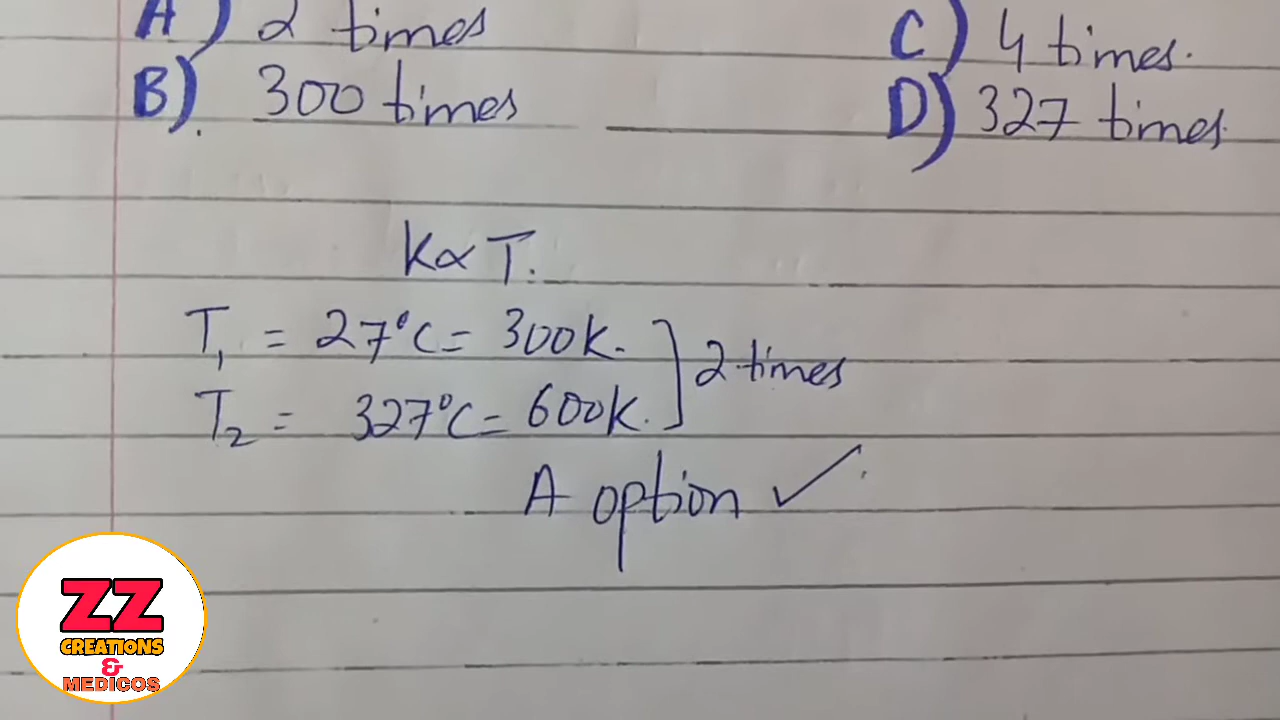 A) 2 times
C) 4 times.
B). 300 times
D) 327 times.
K∝ T.
T₁ = 27°C = 300K.
T₂ = 327°C = 600K.
2 times
A option ✓
ZZ
CREATIONS
&
MEDICOS